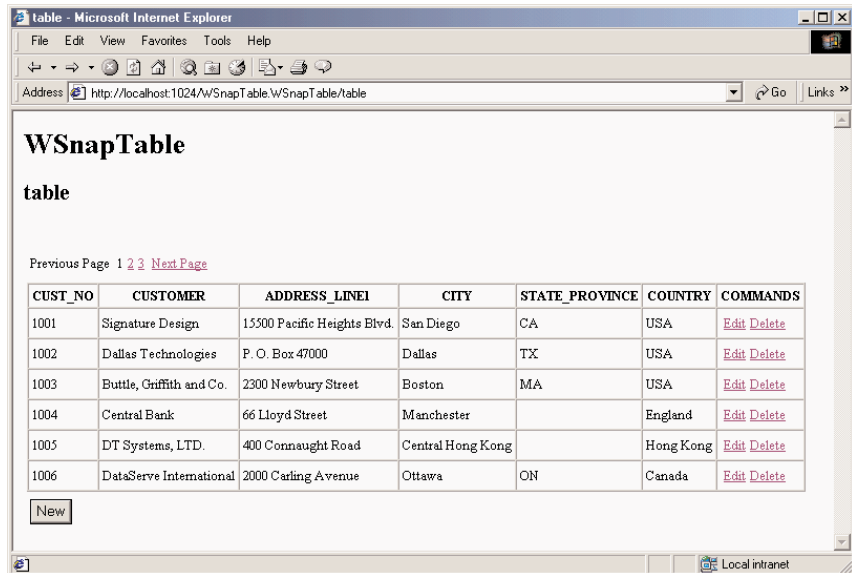 table - Microsoft Internet Explorer
File Edit View Favorites Tools Help
Address http://localhost:1024/WSnapTable.WSnapTable/table Go Links »
WSnapTable
table
Previous Page 1 2 3 Next Page
CUST_NO CUSTOMER ADDRESS_LINE1 CITY STATE_PROVINCE COUNTRY COMMANDS
1001 Signature Design 15500 Pacific Heights Blvd. San Diego CA USA Edit Delete
1002 Dallas Technologies P. O. Box 47000 Dallas TX USA Edit Delete
1003 Buttle, Griffith and Co. 2300 Newbury Street Boston MA USA Edit Delete
1004 Central Bank 66 Lloyd Street Manchester England Edit Delete
1005 DT Systems, LTD. 400 Connaught Road Central Hong Kong Hong Kong Edit Delete
1006 DataServe International 2000 Carling Avenue Ottawa ON Canada Edit Delete
New
Local intranet